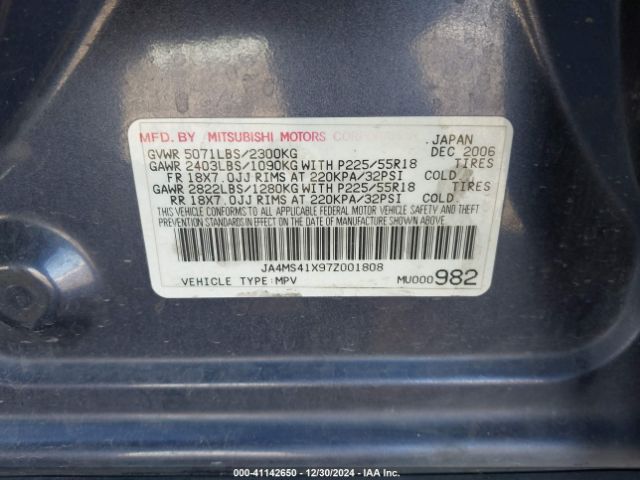 MFD. BY MITSUBISHI MOTORS CORPORATION JAPAN
GVWR 5071LBS/2300KG DEC 2006
GAWR 2403LBS/1090KG WITH P225/55R18 TIRES
FR 18X7.0JJ RIMS AT 220KPA/32PSI COLD
GAWR 2822LBS/1280KG WITH P225/55R18 TIRES
RR 18X7.0JJ RIMS AT 220KPA/32PSI COLD
THIS VEHICLE CONFORMS TO ALL APPLICABLE FEDERAL MOTOR VEHICLE SAFETY AND THEFT
PREVENTION STANDARDS IN EFFECT ON THE DATE OF MANUFACTURE SHOWN ABOVE.
JA4MS41X97Z001808
VEHICLE TYPE:MPV MU000982
000-41142650 - 12/30/2024 - IAA Inc.